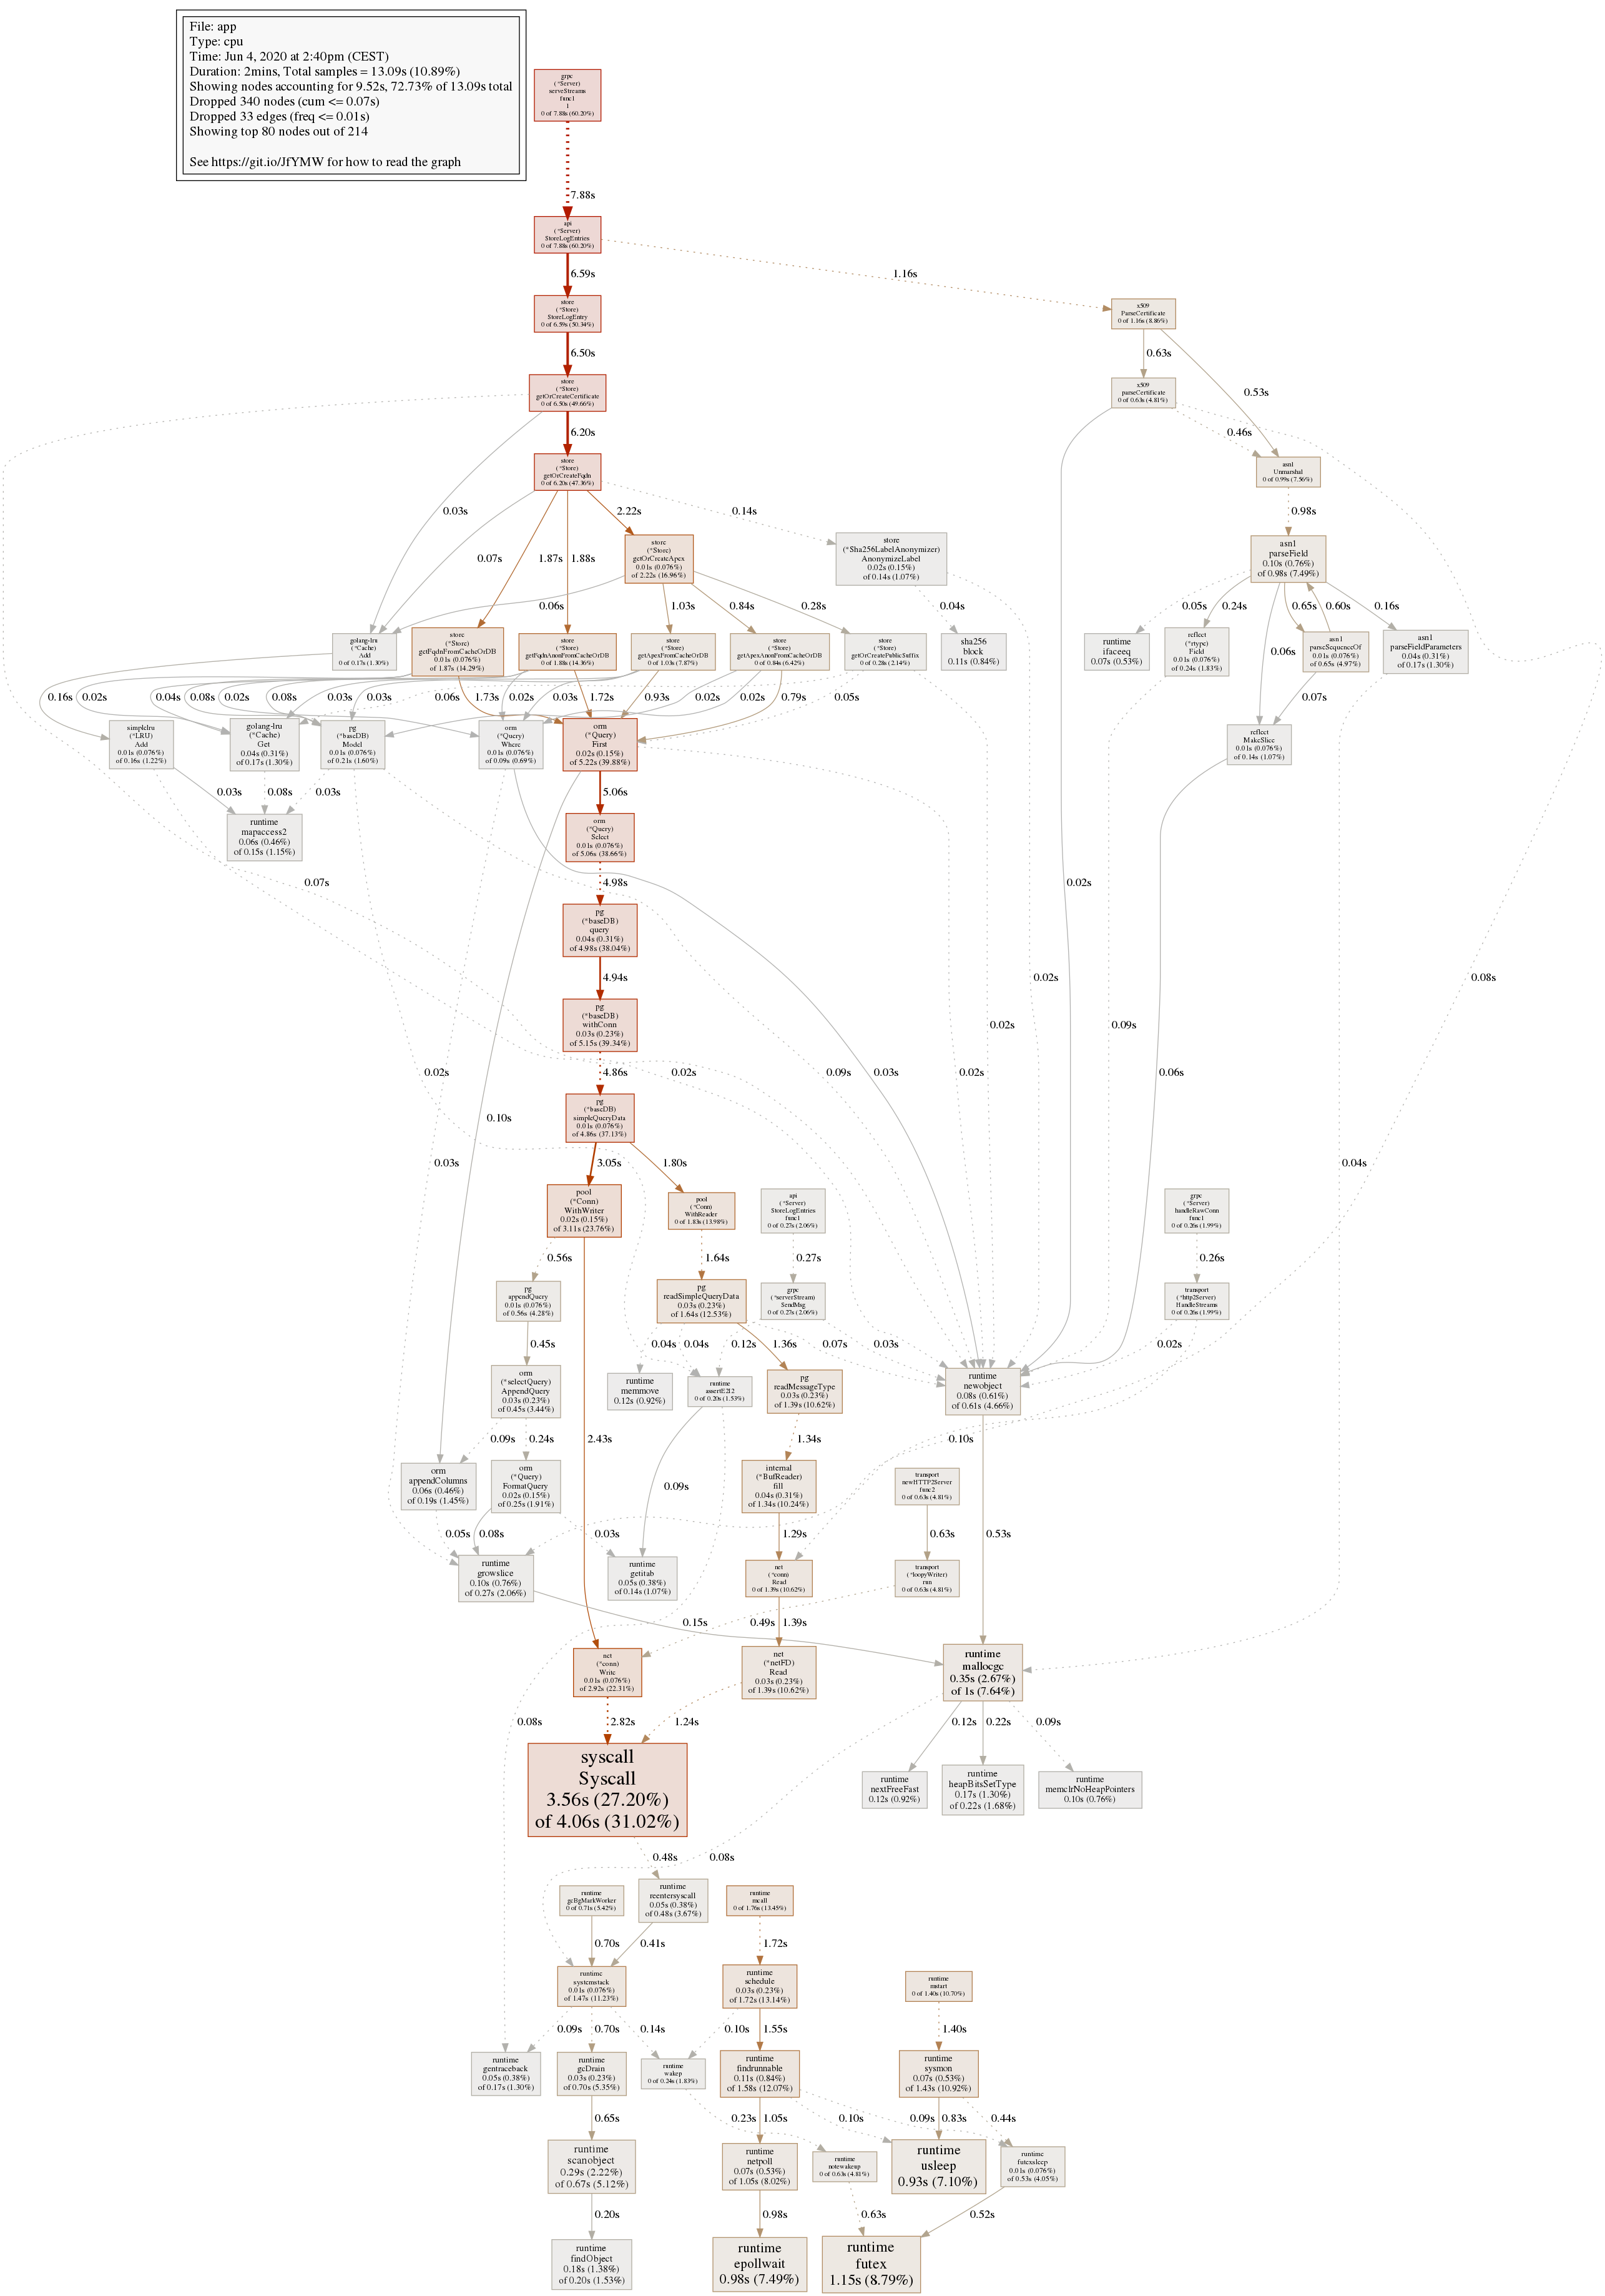 File: app
Type: cpu
Time: Jun 4, 2020 at 2:40pm (CEST)
Duration: 2mins, Total samples = 13.09s (10.89%)
Showing nodes accounting for 9.52s, 72.73% of 13.09s total
Dropped 340 nodes (cum <= 0.07s)
Dropped 33 edges (freq <= 0.01s)
Showing top 80 nodes out of 214
See https://git.io/JfYMW for how to read the graph
grpc
(*Server)
serveStreams
func1
1
0 of 7.88s (60.20%)
7.88s
api
(*Server)
StoreLogEntries
0 of 7.88s (60.20%)
6.59s
1.16s
store
(*Store)
StoreLogEntry
0 of 6.59s (50.34%)
x509
ParseCertificate
0 of 1.16s (8.86%)
6.50s
0.63s
0.53s
store
(*Store)
getOrCreateCertificate
0 of 6.50s (49.66%)
x509
parseCertificate
0 of 0.63s (4.81%)
6.20s
0.46s
store
(*Store)
getOrCreateFqdn
0 of 6.20s (47.36%)
asn1
Unmarshal
0 of 0.99s (7.56%)
0.03s
2.22s
0.14s
0.98s
0.07s
1.87s
1.88s
store
(*Store)
getOrCreateApex
0.01s (0.076%)
of 2.22s (16.96%)
store
(*Sha256LabelAnonymizer)
AnonymizeLabel
0.02s (0.15%)
of 0.14s (1.07%)
asn1
parseField
0.10s (0.76%)
of 0.98s (7.49%)
0.06s
1.03s
0.84s
0.28s
0.04s
0.05s
0.24s
0.65s
0.60s
0.16s
golang-lru
(*Cache)
Add
0 of 0.17s (1.30%)
store
(*Store)
getFqdnFromCacheOrDB
0.01s (0.076%)
of 1.87s (14.29%)
store
(*Store)
getFqdnAnonFromCacheOrDB
0 of 1.88s (14.36%)
store
(*Store)
getApexFromCacheOrDB
0 of 1.03s (7.87%)
store
(*Store)
getApexAnonFromCacheOrDB
0 of 0.84s (6.42%)
store
(*Store)
getOrCreatePublicSuffix
0 of 0.28s (2.14%)
sha256
block
0.11s (0.84%)
runtime
ifaceeq
0.07s (0.53%)
reflect
(*rtype)
Field
0.01s (0.076%)
of 0.24s (1.83%)
asn1
parseSequenceOf
0.01s (0.076%)
of 0.65s (4.97%)
asn1
parseFieldParameters
0.04s (0.31%)
of 0.17s (1.30%)
0.06s
0.16s
0.02s
0.04s
0.08s
0.02s
0.08s
0.03s
0.03s
0.06s
1.73s
0.02s
0.03s
1.72s
0.93s
0.02s
0.02s
0.79s
0.05s
0.07s
simplelru
(*LRU)
Add
0.01s (0.076%)
of 0.16s (1.22%)
golang-lru
(*Cache)
Get
0.04s (0.31%)
of 0.17s (1.30%)
pg
(*baseDB)
Model
0.01s (0.076%)
of 0.21s (1.60%)
orm
(*Query)
Where
0.01s (0.076%)
of 0.09s (0.69%)
orm
(*Query)
First
0.02s (0.15%)
of 5.22s (39.88%)
reflect
MakeSlice
0.01s (0.076%)
of 0.14s (1.07%)
0.03s
0.08s
0.03s
5.06s
runtime
mapaccess2
0.06s (0.46%)
of 0.15s (1.15%)
orm
(*Query)
Select
0.01s (0.076%)
of 5.06s (38.66%)
0.07s
4.98s
0.02s
pg
(*baseDB)
query
0.04s (0.31%)
of 4.98s (38.04%)
4.94s
0.02s
0.08s
pg
(*baseDB)
withConn
0.03s (0.23%)
of 5.15s (39.34%)
0.02s
0.09s
0.02s
4.86s
0.02s
0.09s
0.03s
0.02s
0.06s
pg
(*baseDB)
simpleQueryData
0.01s (0.076%)
of 4.86s (37.13%)
0.10s
0.03s
3.05s
1.80s
0.04s
pool
(*Conn)
WithWriter
0.02s (0.15%)
of 3.11s (23.76%)
pool
(*Conn)
WithReader
0 of 1.83s (13.98%)
api
(*Server)
StoreLogEntries
func1
0 of 0.27s (2.06%)
grpc
(*Server)
handleRawConn
func1
0 of 0.26s (1.99%)
0.56s
1.64s
0.27s
0.26s
pg
appendQuery
0.01s (0.076%)
of 0.56s (4.28%)
pg
readSimpleQueryData
0.03s (0.23%)
of 1.64s (12.53%)
grpc
(*serverStream)
SendMsg
0 of 0.27s (2.06%)
transport
(*http2Server)
HandleStreams
0 of 0.26s (1.99%)
0.45s
0.04s
0.04s
0.12s
1.36s
0.07s
0.03s
0.02s
orm
(*selectQuery)
AppendQuery
0.03s (0.23%)
of 0.45s (3.44%)
runtime
memmove
0.12s (0.92%)
runtime
assertE2I2
0 of 0.20s (1.53%)
pg
readMessageType
0.03s (0.23%)
of 1.39s (10.62%)
runtime
newobject
0.08s (0.61%)
of 0.61s (4.66%)
0.09s
0.24s
2.43s
1.34s
0.10s
orm
appendColumns
0.06s (0.46%)
of 0.19s (1.45%)
orm
(*Query)
FormatQuery
0.02s (0.15%)
of 0.25s (1.91%)
0.09s
internal
(*BufReader)
fill
0.04s (0.31%)
of 1.34s (10.24%)
transport
newHTTP2Server
func2
0 of 0.63s (4.81%)
0.05s
0.08s
0.03s
1.29s
0.63s
0.53s
runtime
growslice
0.10s (0.76%)
of 0.27s (2.06%)
runtime
getitab
0.05s (0.38%)
of 0.14s (1.07%)
net
(*conn)
Read
0 of 1.39s (10.62%)
transport
(*loopyWriter)
run
0 of 0.63s (4.81%)
0.15s
0.49s
1.39s
net
(*conn)
Write
0.01s (0.076%)
of 2.92s (22.31%)
net
(*netFD)
Read
0.03s (0.23%)
of 1.39s (10.62%)
runtime
mallocgc
0.35s (2.67%)
of 1s (7.64%)
0.08s
2.82s
1.24s
0.12s
0.22s
0.09s
syscall
Syscall
3.56s (27.20%)
of 4.06s (31.02%)
runtime
nextFreeFast
0.12s (0.92%)
runtime
heapBitsSetType
0.17s (1.30%)
of 0.22s (1.68%)
runtime
memclrNoHeapPointers
0.10s (0.76%)
0.48s
0.08s
runtime
gcBgMarkWorker
0 of 0.71s (5.42%)
runtime
reentersyscall
0.05s (0.38%)
of 0.48s (3.67%)
runtime
mcall
0 of 1.76s (13.45%)
0.70s
0.41s
1.72s
runtime
systemstack
0.01s (0.076%)
of 1.47s (11.23%)
runtime
schedule
0.03s (0.23%)
of 1.72s (13.14%)
runtime
mstart
0 of 1.40s (10.70%)
0.09s
0.70s
0.14s
0.10s
1.55s
1.40s
runtime
gentraceback
0.05s (0.38%)
of 0.17s (1.30%)
runtime
gcDrain
0.03s (0.23%)
of 0.70s (5.35%)
runtime
wakep
0 of 0.24s (1.83%)
runtime
findrunnable
0.11s (0.84%)
of 1.58s (12.07%)
runtime
sysmon
0.07s (0.53%)
of 1.43s (10.92%)
0.65s
0.23s
1.05s
0.10s
0.09s
0.83s
0.44s
runtime
scanobject
0.29s (2.22%)
of 0.67s (5.12%)
runtime
netpoll
0.07s (0.53%)
of 1.05s (8.02%)
runtime
notewakeup
0 of 0.63s (4.81%)
runtime
usleep
0.93s (7.10%)
runtime
futexsleep
0.01s (0.076%)
of 0.53s (4.05%)
0.20s
0.98s
0.63s
0.52s
runtime
findObject
0.18s (1.38%)
of 0.20s (1.53%)
runtime
epollwait
0.98s (7.49%)
runtime
futex
1.15s (8.79%)